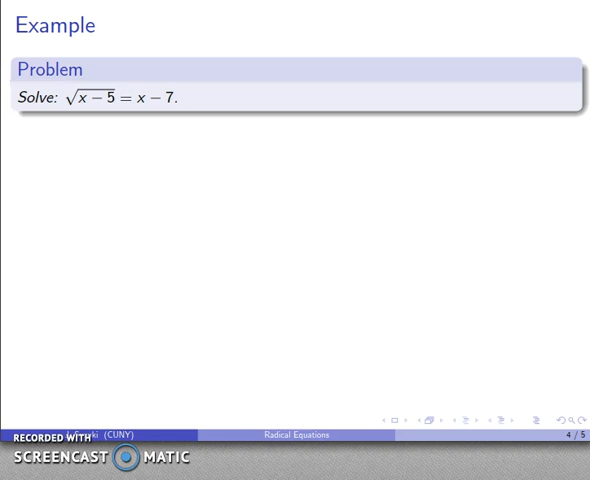 Example
Problem
Solve: √x − 5 = x − 7.
(CUNY) Radical Equations 4 / 5
RECORDED WITH
SCREENCAST MATIC